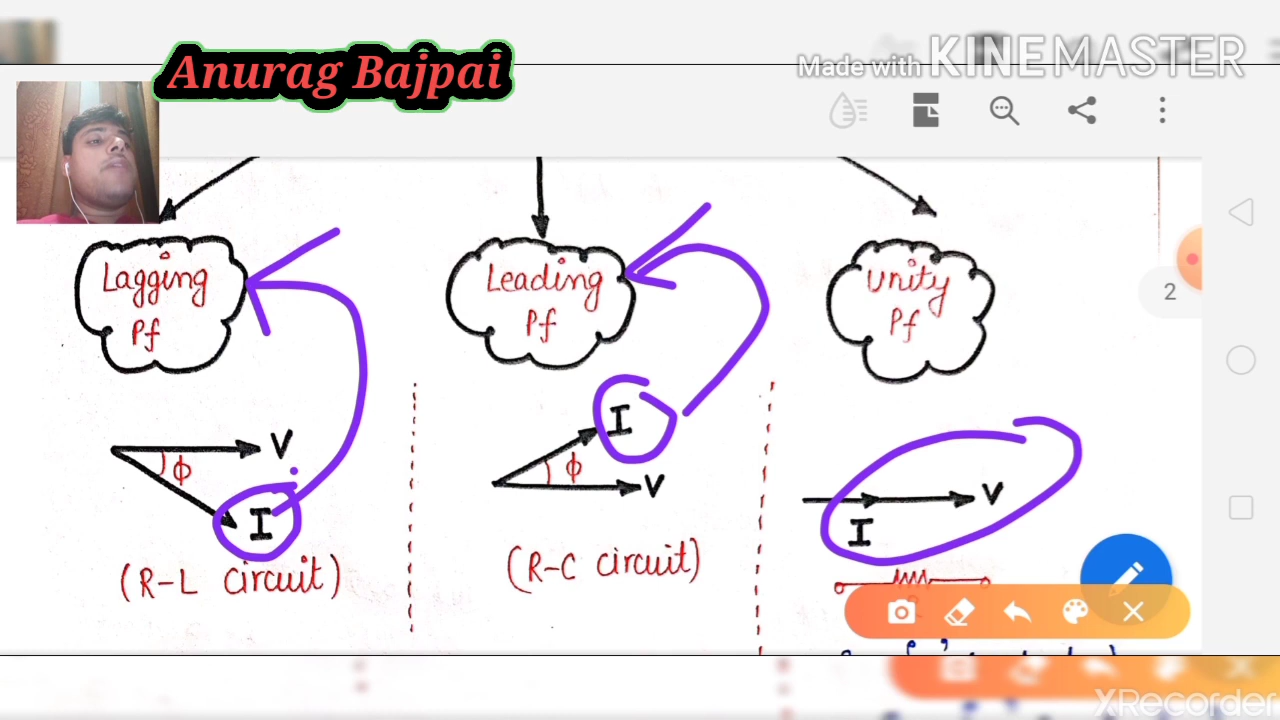 Anurag Bajpai
Made with KINEMASTER
Lagging
Pf
Leading
Pf
Unity
Pf
2
V
ϕ
I
(R-L circuit)
I
ϕ
V
(R-C circuit)
V
I
XRecorder